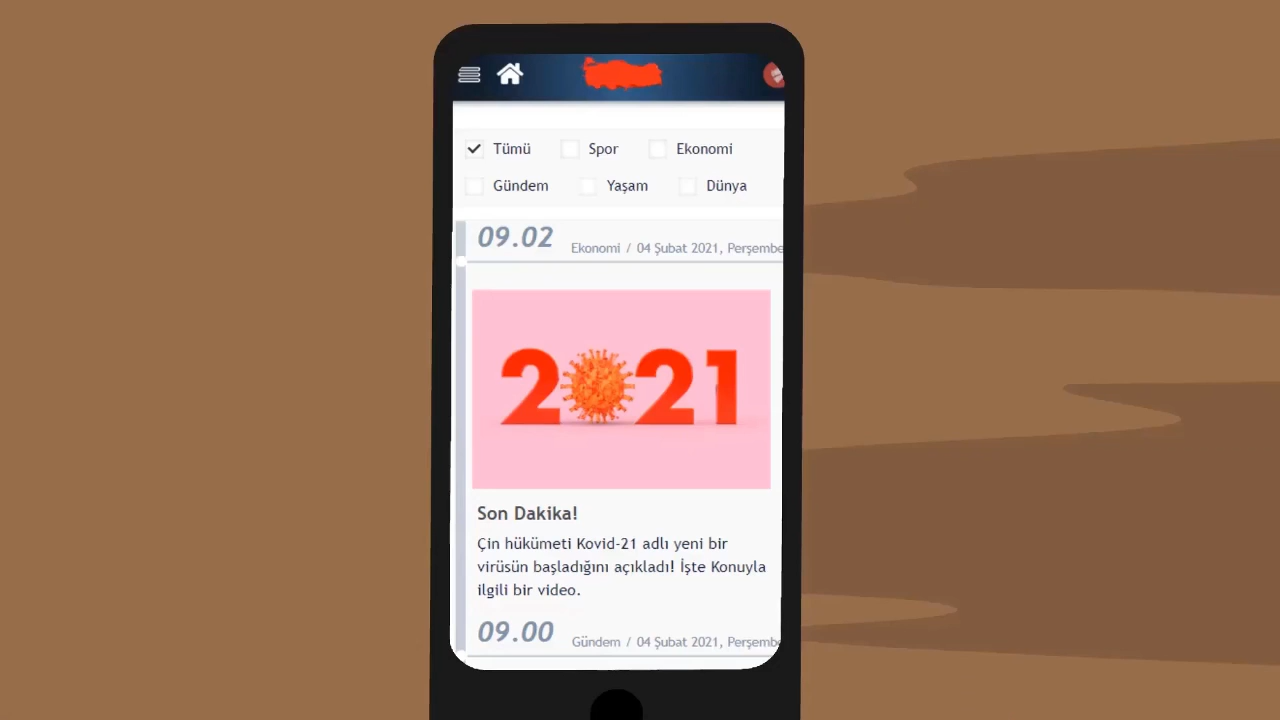 Tümü Spor Ekonomi
Gündem Yaşam Dünya
09.02 Ekonomi / 04 Şubat 2021, Perşembe
2021
Son Dakika!
Çin hükümeti Kovid-21 adlı yeni bir
virüsün başladığını açıkladı! İşte Konuyla
ilgili bir video.
09.00 Gündem / 04 Şubat 2021, Perşembe